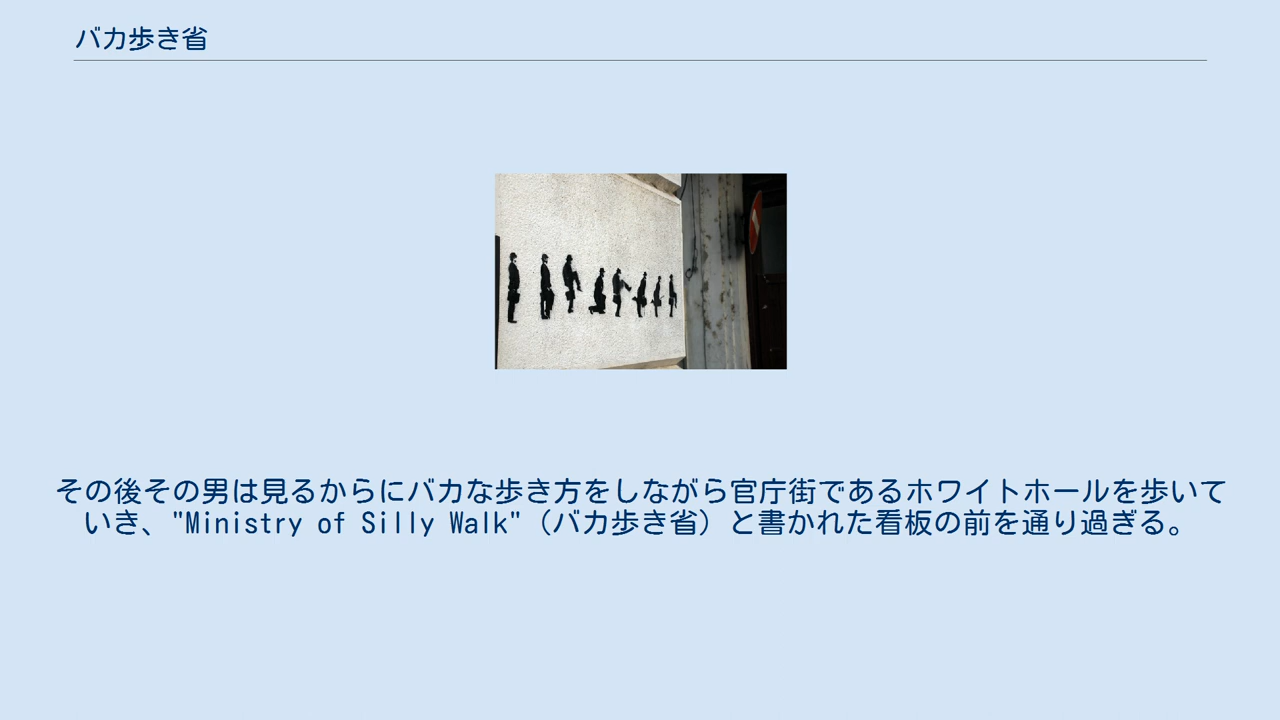 バカ歩き省
その後その男は見るからにバカな歩き方をしながら官庁街であるホワイトホールを歩いて
いき、"Ministry of Silly Walk"（バカ歩き省）と書かれた看板の前を通り過ぎる。